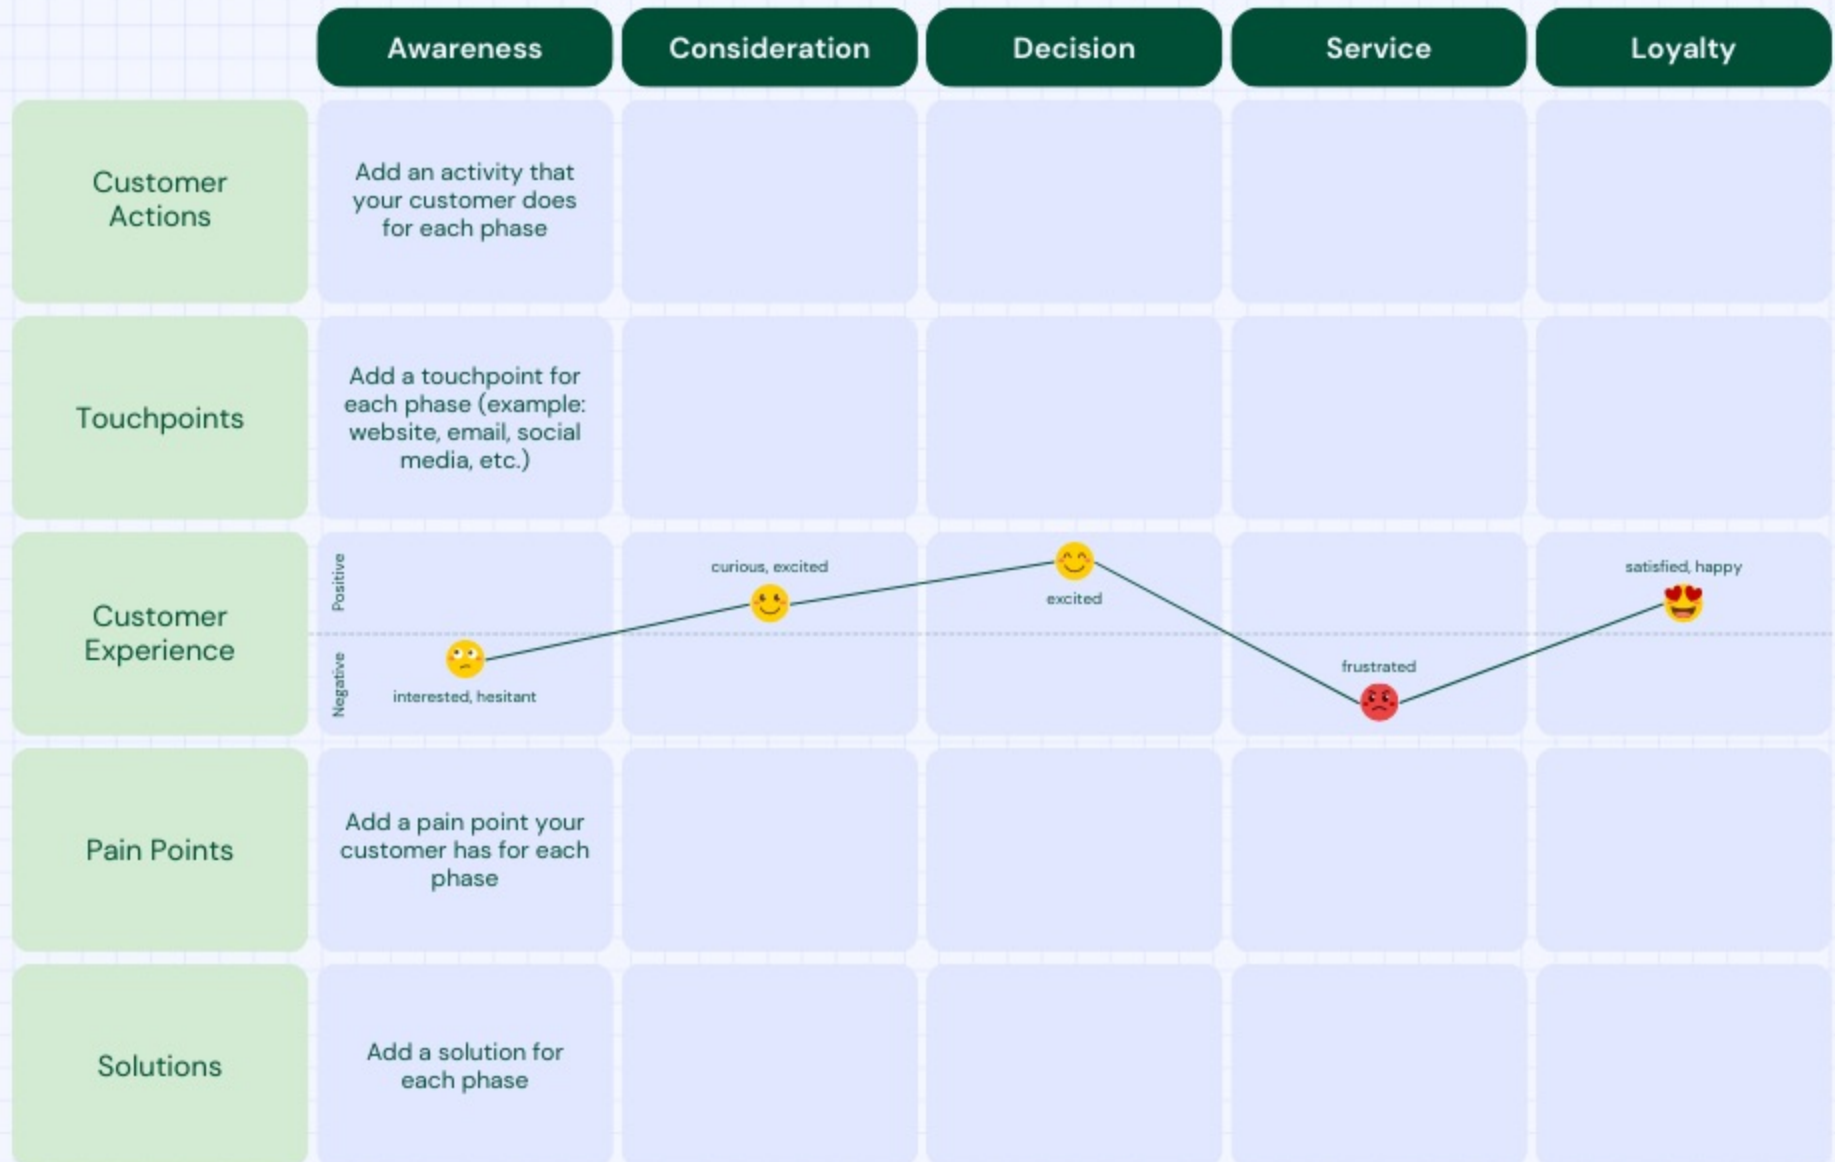 Awareness
Consideration
Decision
Service
Loyalty
Customer
Actions
Add an activity that
your customer does
for each phase
Touchpoints
Add a touchpoint for
each phase (example:
website, email, social
media, etc.)
Customer
Experience
Positive
Negative
interested, hesitant
curious, excited
excited
frustrated
satisfied, happy
Pain Points
Add a pain point your
customer has for each
phase
Solutions
Add a solution for
each phase